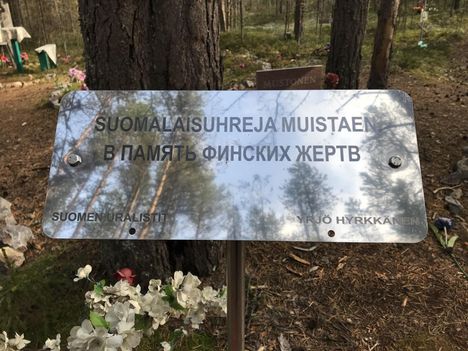 SUOMALAISUHREJA MUISTAEN
В ПАМЯТЬ ФИНСКИХ ЖЕРТВ
SUOMEN URALISTIT
YRJÖ HYRKKÄNEN